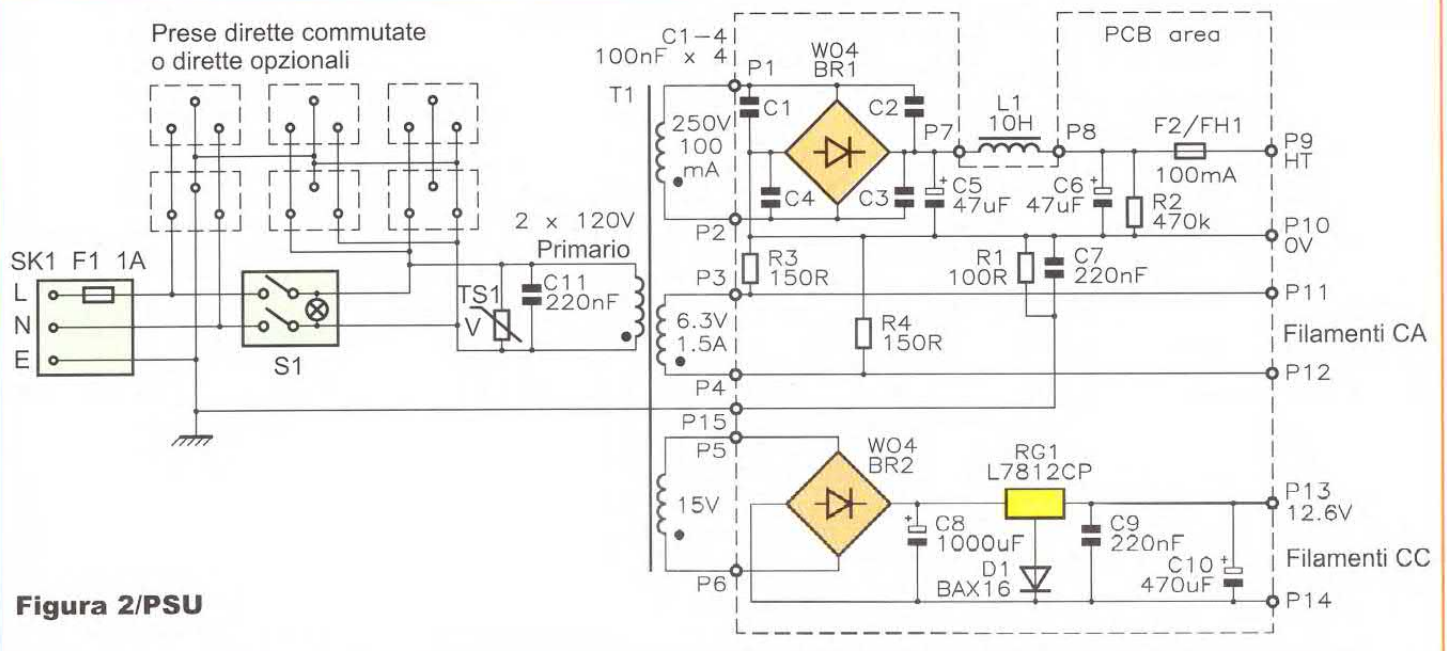 Prese dirette commutate
o dirette opzionali
C1-4
100nF x 4
WO4
BR1
PCB area
P1
T1
C1
C2
L1
10H
P7
P8
F2/FH1
100mA
P9
HT
250V
100
mA
C4
C3
C5
47uF
C6
47uF
R2
470k
2 x 120V
Primario
P2
P10
0V
SK1 F1 1A
L
N
E
S1
TS1
V
C11
220nF
R3
150R
R1
100R
C7
220nF
P3
P11
6.3V
1.5A
R4
150R
Filamenti CA
P4
P12
P15
P5
WO4
BR2
RG1
L7812CP
15V
P13
12.6V
C8
1000uF
C9
220nF
D1
BAX16
C10
470uF
Filamenti CC
P6
P14
Figura 2/PSU